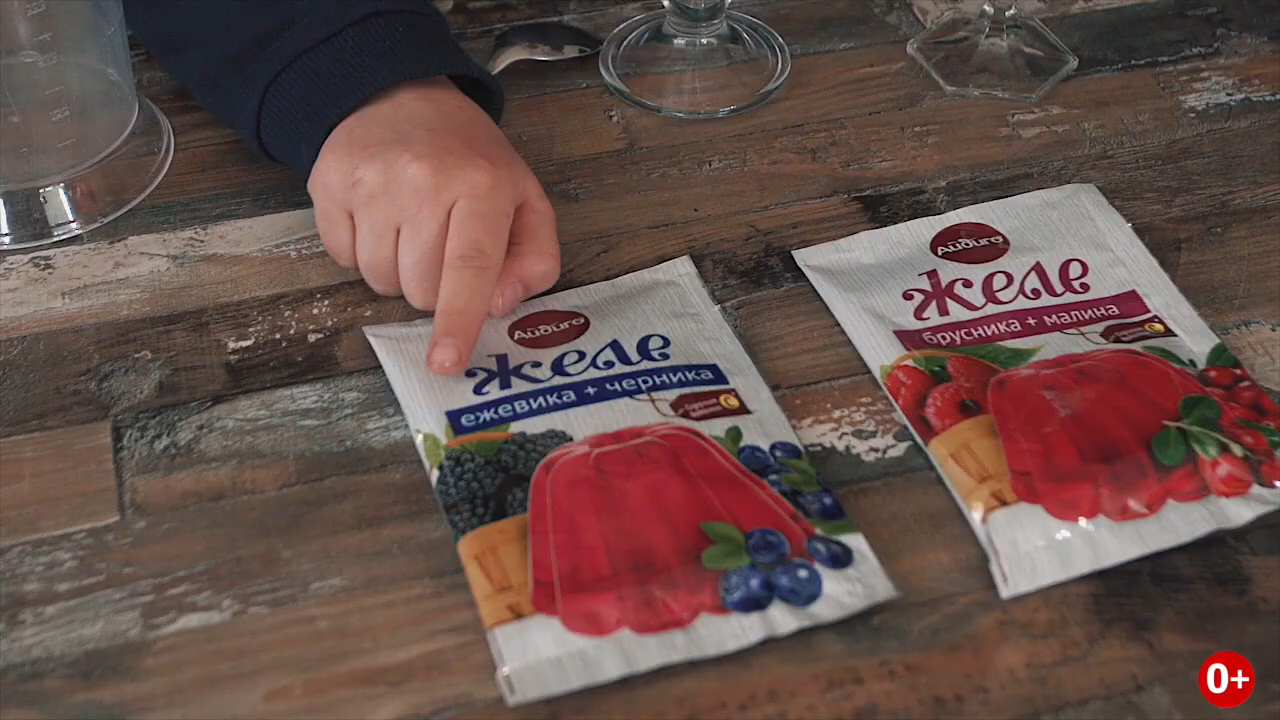 Айдиго
желе
ежевика + черника
Айдиго
желе
брусника + малина
0+